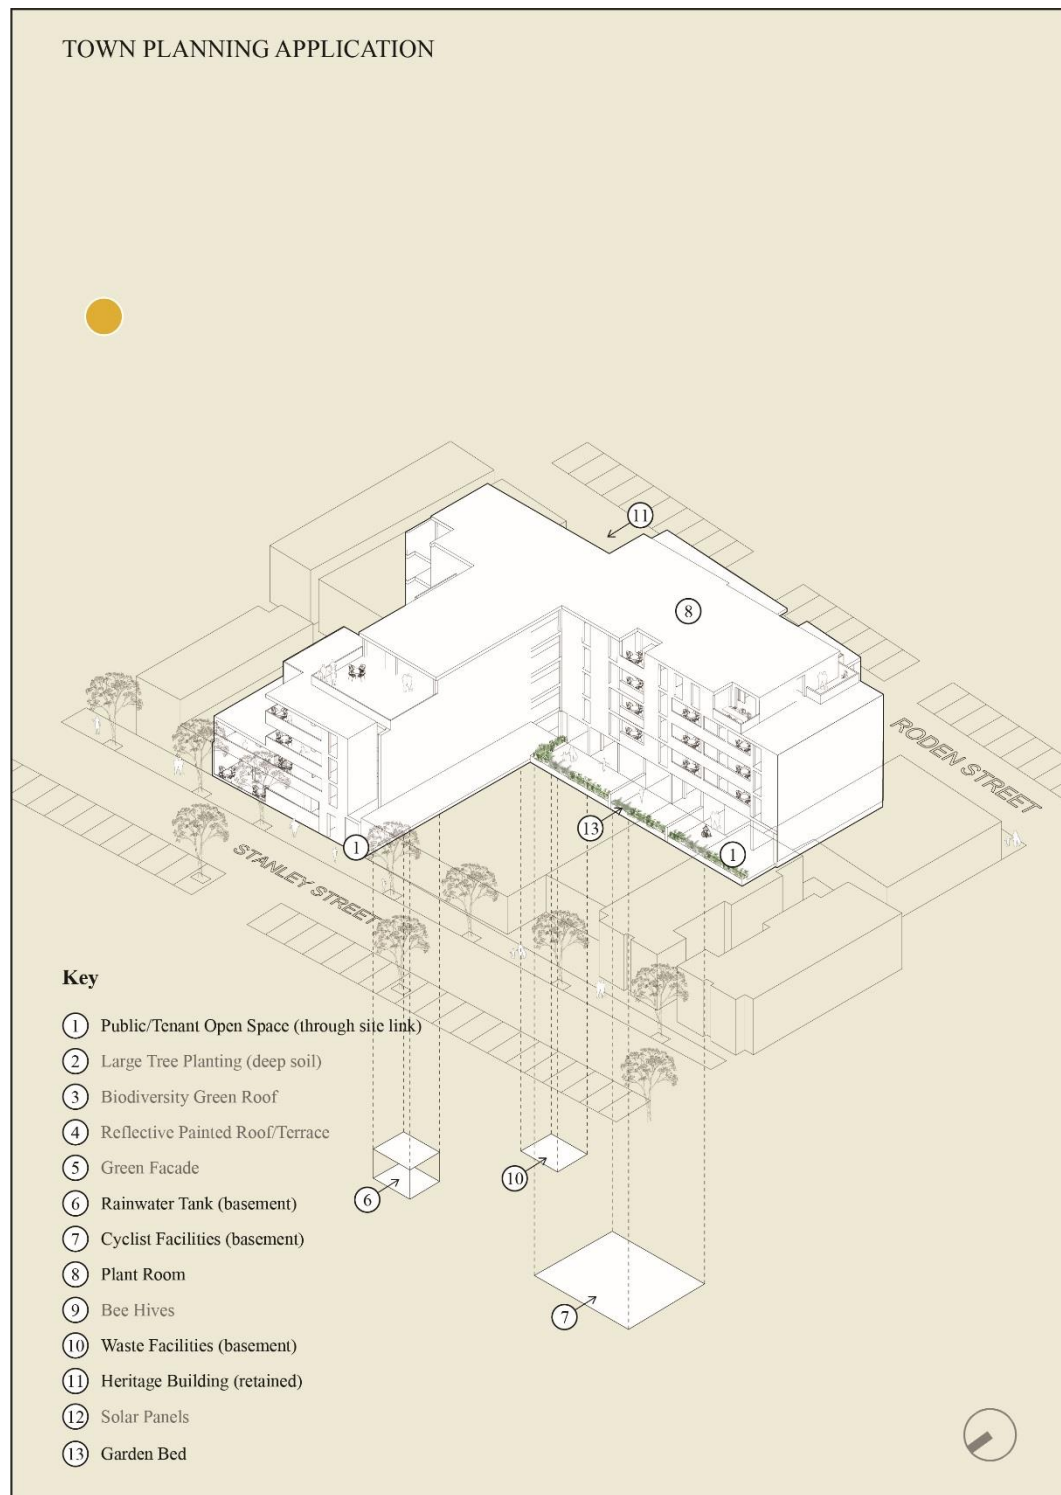 TOWN PLANNING APPLICATION
11
8
RODEN STREET
13
1
1
STANLEY STREET
Key
1 Public/Tenant Open Space (through site link)
2 Large Tree Planting (deep soil)
3 Biodiversity Green Roof
4 Reflective Painted Roof/Terrace
5 Green Facade
6 Rainwater Tank (basement)
7 Cyclist Facilities (basement)
8 Plant Room
9 Bee Hives
10 Waste Facilities (basement)
11 Heritage Building (retained)
12 Solar Panels
13 Garden Bed
6
10
7